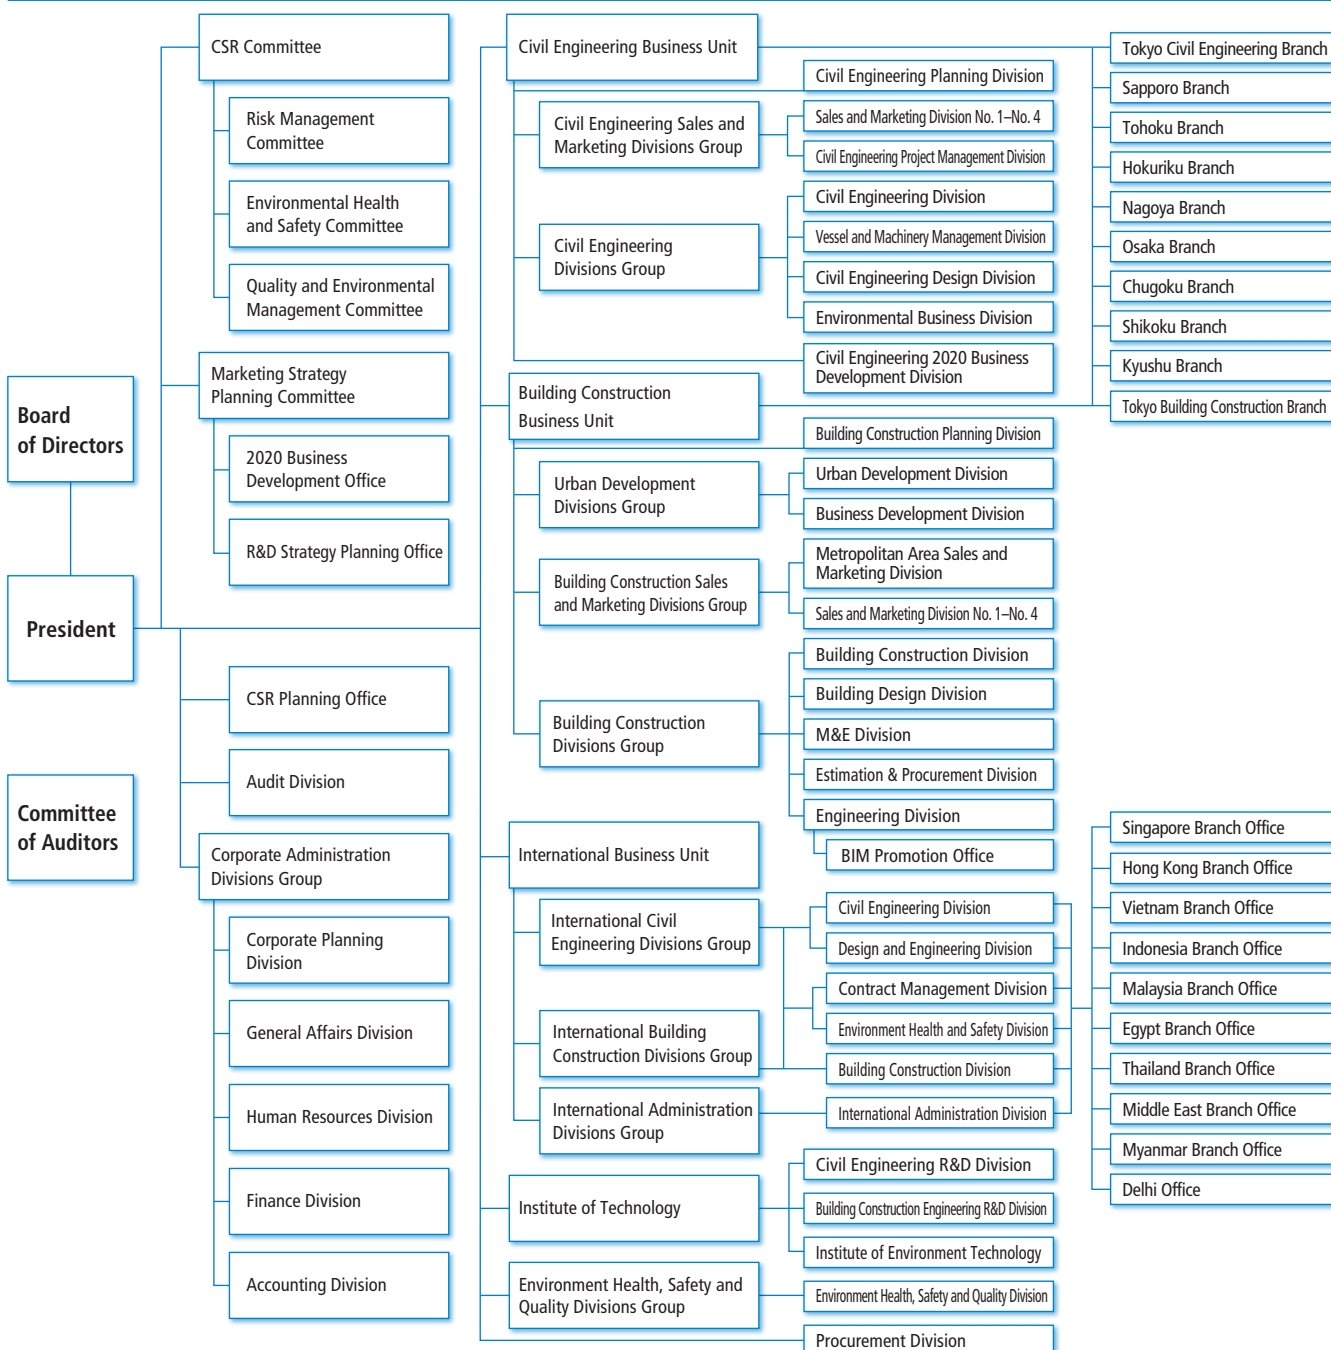 Board
of Directors
President
Committee
of Auditors
CSR Committee
Risk Management
Committee
Environmental Health
and Safety Committee
Quality and Environmental
Management Committee
Marketing Strategy
Planning Committee
2020 Business
Development Office
R&D Strategy Planning Office
CSR Planning Office
Audit Division
Corporate Administration
Divisions Group
Corporate Planning
Division
General Affairs Division
Human Resources Division
Finance Division
Accounting Division
Civil Engineering Business Unit
Civil Engineering Planning Division
Civil Engineering Sales and
Marketing Divisions Group
Sales and Marketing Division No. 1–No. 4
Civil Engineering Project Management Division
Civil Engineering
Divisions Group
Civil Engineering Division
Vessel and Machinery Management Division
Civil Engineering Design Division
Environmental Business Division
Civil Engineering 2020 Business
Development Division
Building Construction
Business Unit
Building Construction Planning Division
Urban Development
Divisions Group
Urban Development Division
Business Development Division
Building Construction Sales
and Marketing Divisions Group
Metropolitan Area Sales and
Marketing Division
Sales and Marketing Division No. 1–No. 4
Building Construction
Divisions Group
Building Construction Division
Building Design Division
M&E Division
Estimation & Procurement Division
Engineering Division
BIM Promotion Office
International Business Unit
International Civil
Engineering Divisions Group
Civil Engineering Division
Design and Engineering Division
Contract Management Division
Environment Health and Safety Division
International Building
Construction Divisions Group
Building Construction Division
International Administration
Divisions Group
International Administration Division
Institute of Technology
Civil Engineering R&D Division
Building Construction Engineering R&D Division
Institute of Environment Technology
Environment Health, Safety and
Quality Divisions Group
Environment Health, Safety and Quality Division
Procurement Division
Tokyo Civil Engineering Branch
Sapporo Branch
Tohoku Branch
Hokuriku Branch
Nagoya Branch
Osaka Branch
Chugoku Branch
Shikoku Branch
Kyushu Branch
Tokyo Building Construction Branch
Singapore Branch Office
Hong Kong Branch Office
Vietnam Branch Office
Indonesia Branch Office
Malaysia Branch Office
Egypt Branch Office
Thailand Branch Office
Middle East Branch Office
Myanmar Branch Office
Delhi Office